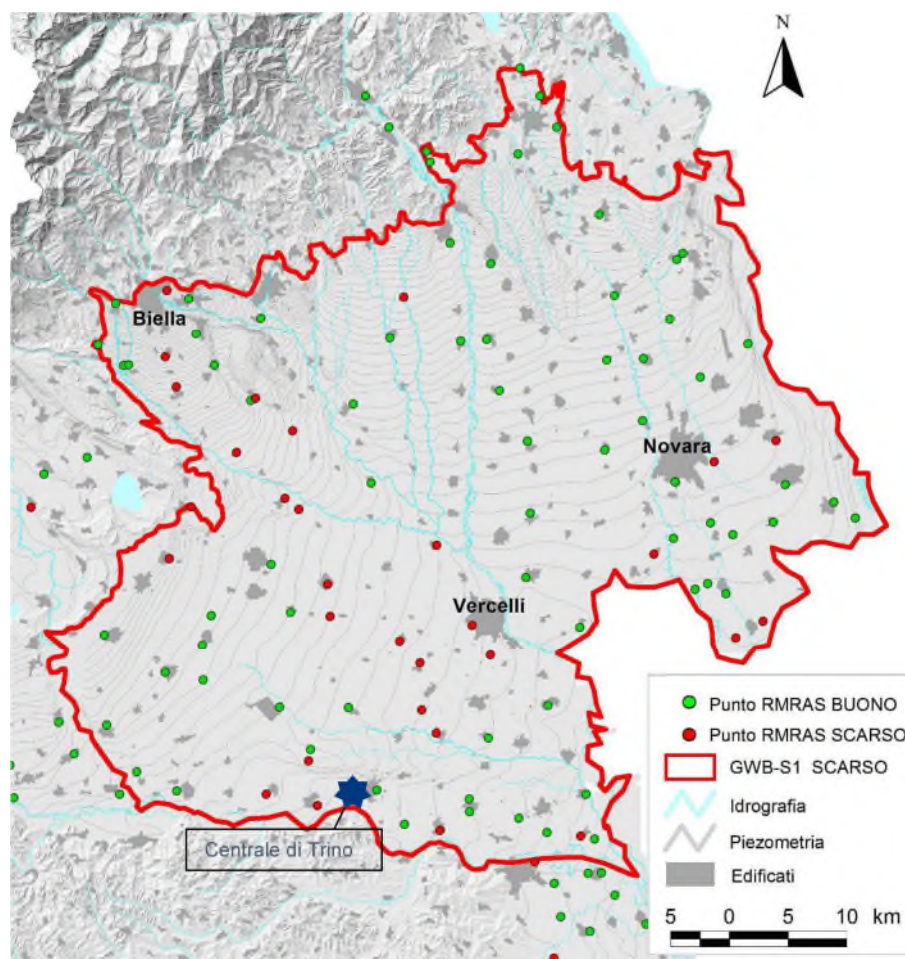 N
Biella
Novara
Vercelli
Centrale di Trino
Punto RMRAS BUONO
Punto RMRAS SCARSO
GWB-S1 SCARSO
Idrografia
Piezometria
Edificati
5 0 5 10 km